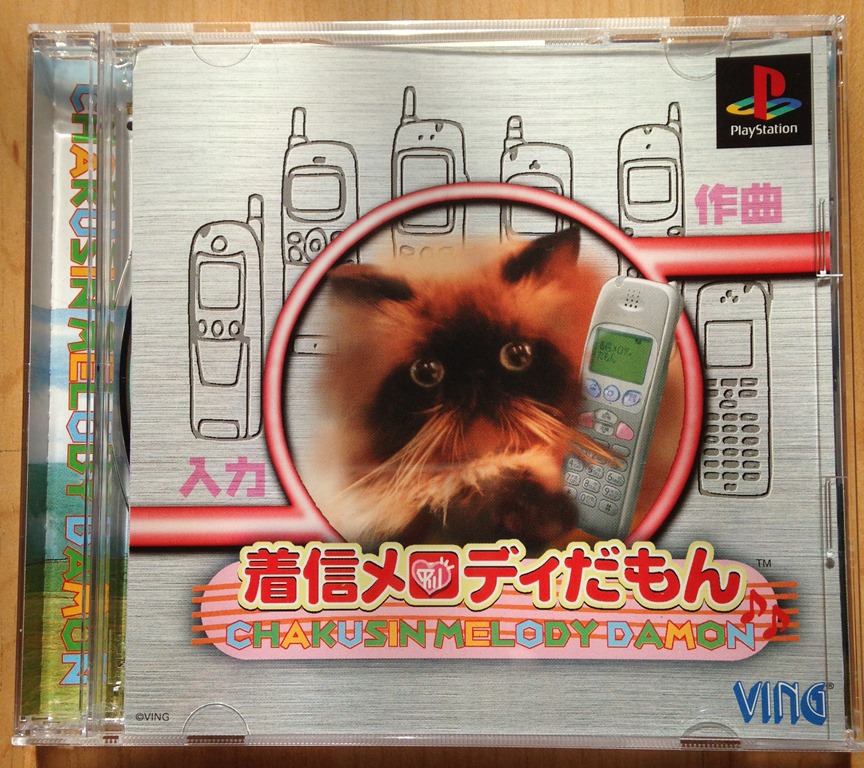 PlayStation
作曲
入力
着信メロディだもん
TM
CHAKUSIN MELODY DAMON
©VING
VING®
CHAKUSIN MELODY DAMON